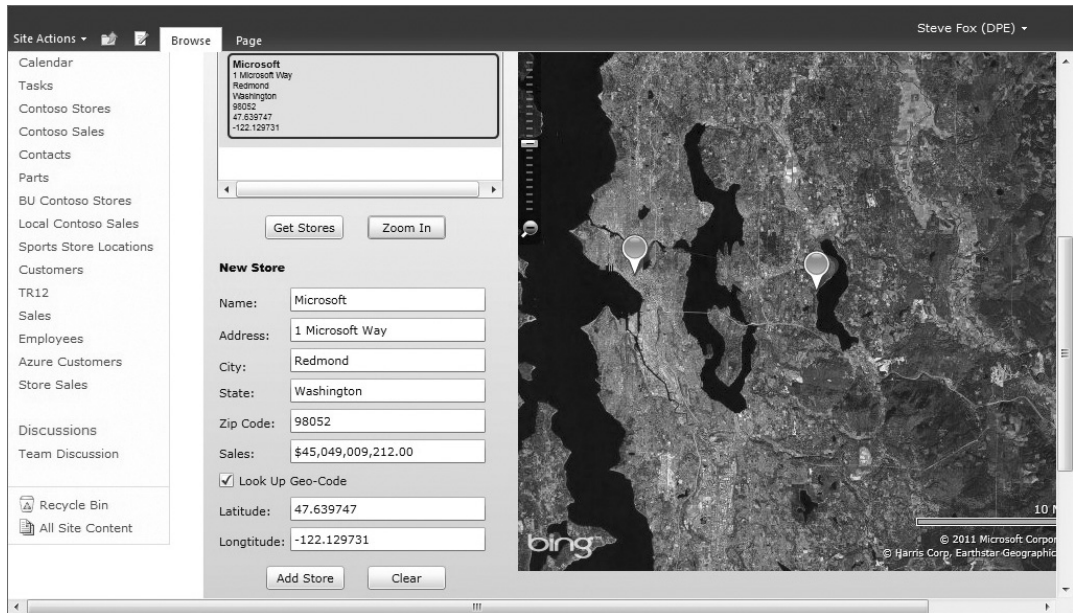 Steve Fox (DPE)
Site Actions
Browse
Page
Calendar
Tasks
Contoso Stores
Contoso Sales
Contacts
Parts
BU Contoso Stores
Local Contoso Sales
Sports Store Locations
Customers
TR12
Sales
Employees
Azure Customers
Store Sales
Discussions
Team Discussion
Recycle Bin
All Site Content
Microsoft
1 Microsoft Way
Redmond
Washington
98052
47.639747
-122.129731
Get Stores
Zoom In
New Store
Name: Microsoft
Address: 1 Microsoft Way
City: Redmond
State: Washington
Zip Code: 98052
Sales: $45,049,009,212.00
Look Up Geo-Code
Latitude: 47.639747
Longtitude: -122.129731
Add Store
Clear
bing
10 M
© 2011 Microsoft Corpor
© Harris Corp, Earthstar Geographic